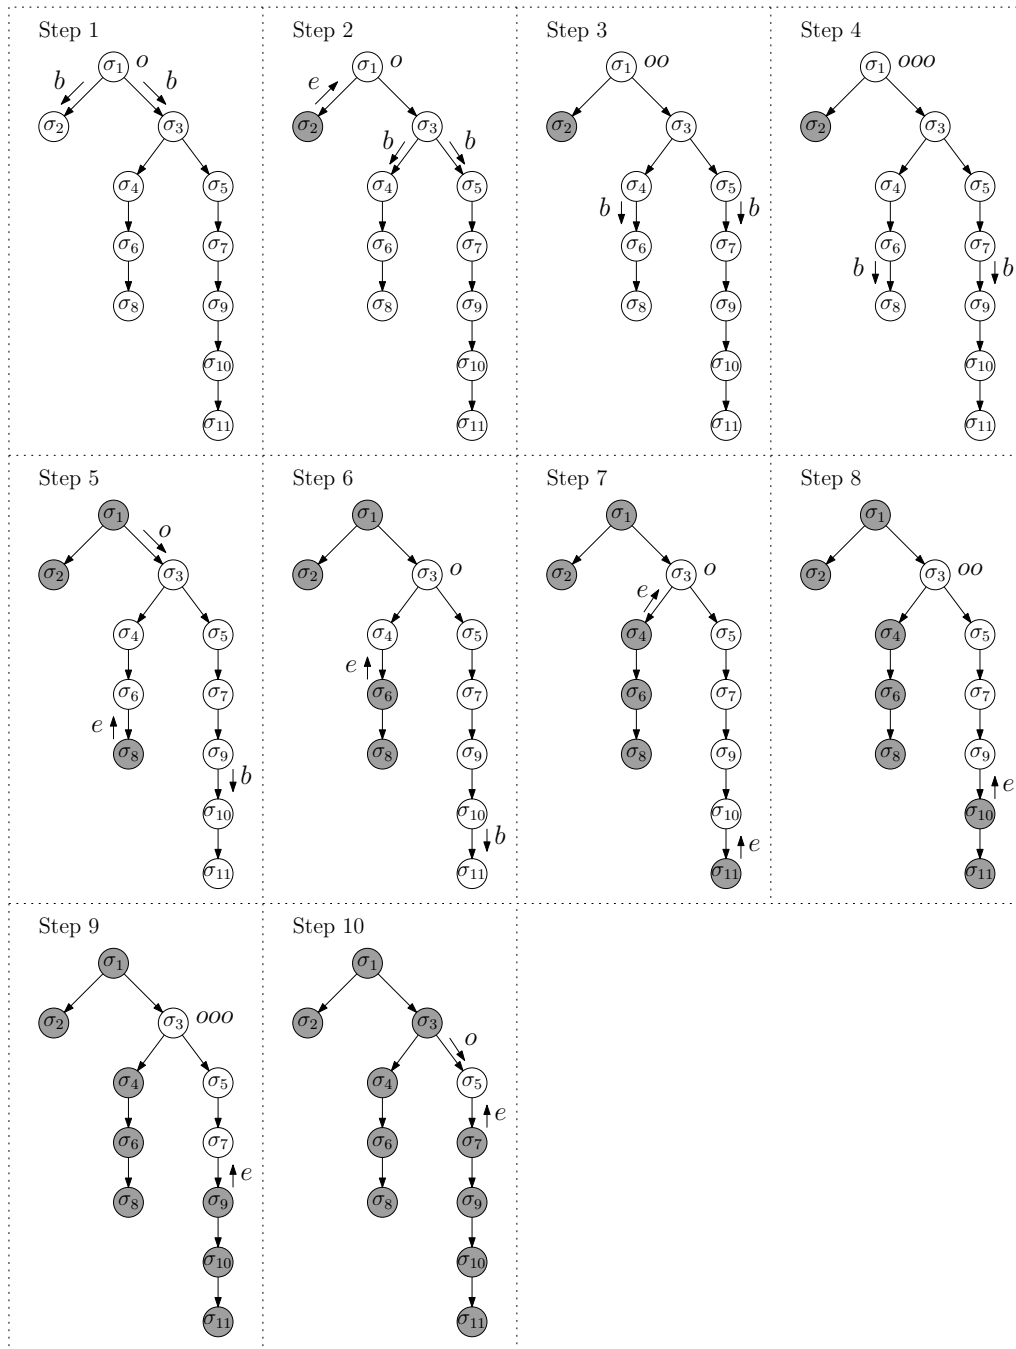 Step 1
σ1 o
b b
σ2 σ3
σ4 σ5
σ6 σ7
σ8 σ9
σ10
σ11
Step 2
σ1 o
e
σ2 σ3
b b
σ4 σ5
σ6 σ7
σ8 σ9
σ10
σ11
Step 3
σ1 oo
σ2 σ3
σ4 σ5
b b
σ6 σ7
σ8 σ9
σ10
σ11
Step 4
σ1 ooo
σ2 σ3
σ4 σ5
σ6 σ7
b b
σ8 σ9
σ10
σ11
Step 5
σ1
o
σ2 σ3
σ4 σ5
σ6 σ7
e
σ8 σ9
b
σ10
σ11
Step 6
σ1
σ2 σ3 o
σ4 σ5
e
σ6 σ7
σ8 σ9
σ10
b
σ11
Step 7
σ1
σ2 σ3 o
e
σ4 σ5
σ6 σ7
σ8 σ9
σ10
e
σ11
Step 8
σ1
σ2 σ3 oo
σ4 σ5
σ6 σ7
σ8 σ9
e
σ10
σ11
Step 9
σ1
σ2 σ3 ooo
σ4 σ5
σ6 σ7
e
σ8 σ9
σ10
σ11
Step 10
σ1
σ2 σ3
o
σ4 σ5
e
σ6 σ7
σ8 σ9
σ10
σ11